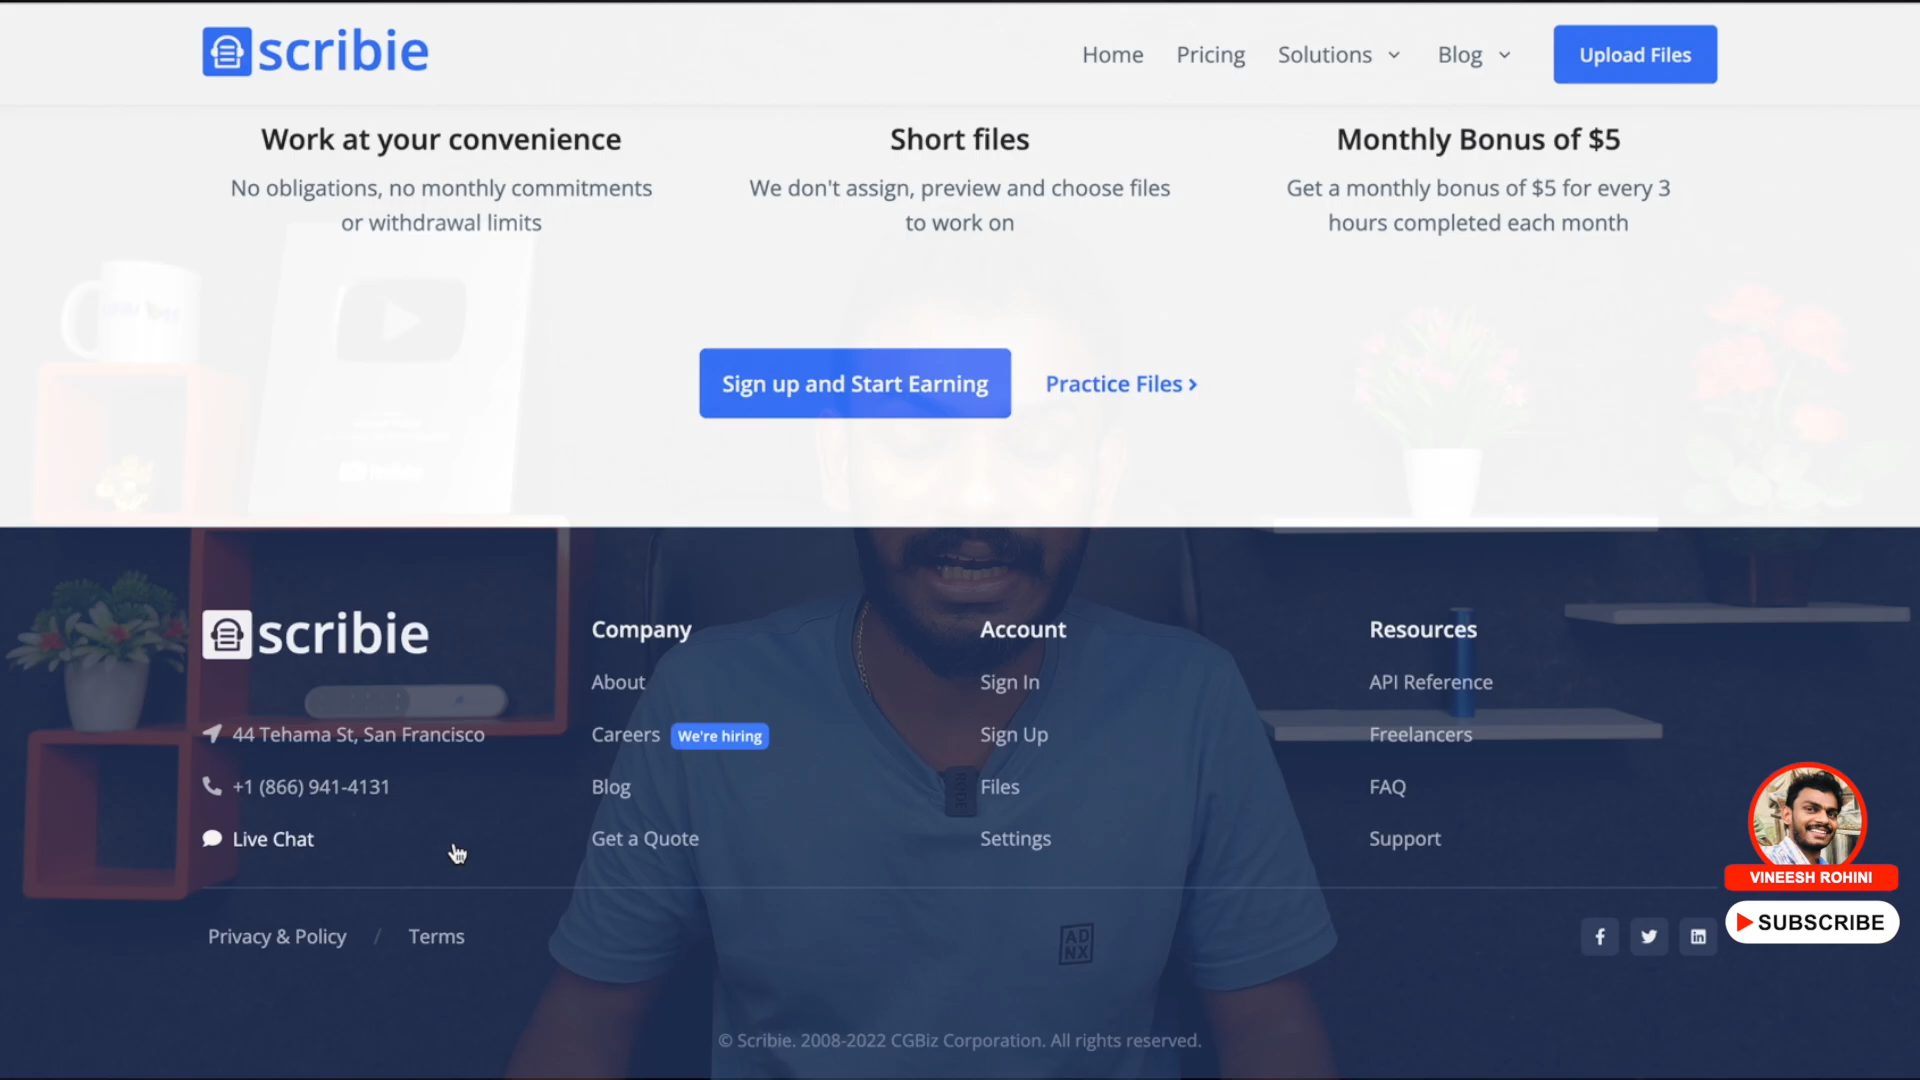 scribie
Home Pricing Solutions Blog Upload Files
Work at your convenience
No obligations, no monthly commitments
or withdrawal limits
Short files
We don't assign, preview and choose files
to work on
Monthly Bonus of $5
Get a monthly bonus of $5 for every 3
hours completed each month
Sign up and Start Earning
Practice Files
scribie
44 Tehama St, San Francisco
+1 (866) 941-4131
Live Chat
Company
About
Careers We're hiring
Blog
Get a Quote
Account
Sign In
Sign Up
Files
Settings
Resources
API Reference
Freelancers
FAQ
Support
Privacy & Policy / Terms
RODE
AD
NX
VINEESH ROHINI
SUBSCRIBE
© Scribie. 2008-2022 CGBiz Corporation. All rights reserved.